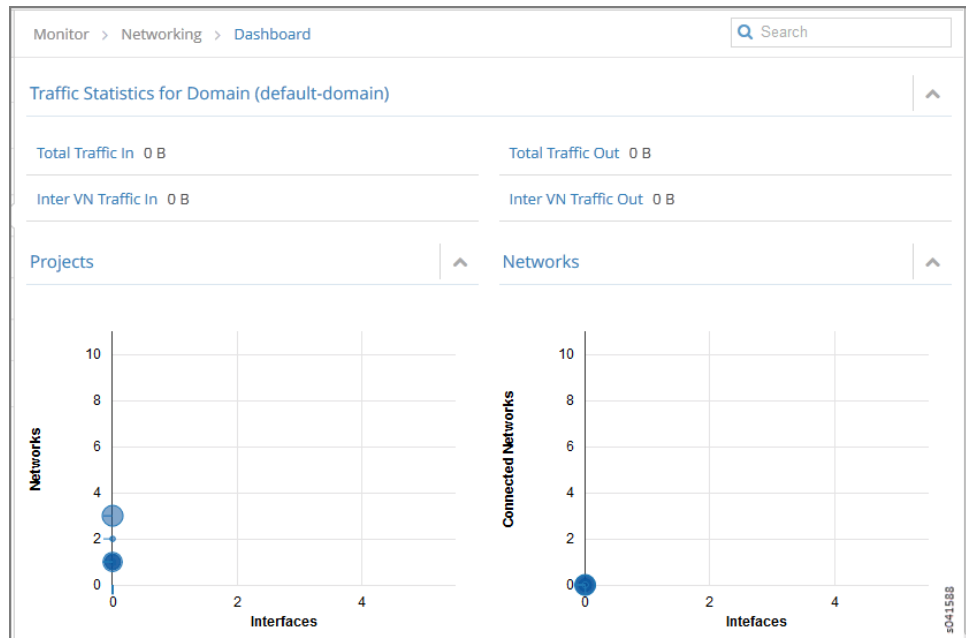 Monitor > Networking > Dashboard
Search
Traffic Statistics for Domain (default-domain)
Total Traffic In 0 B
Total Traffic Out 0 B
Inter VN Traffic In 0 B
Inter VN Traffic Out 0 B
Projects
Networks
10
8
6
4
2
0
0 2 4
Networks
Interfaces
10
8
6
4
2
0
0 2 4
Connected Networks
Intefaces
s041588